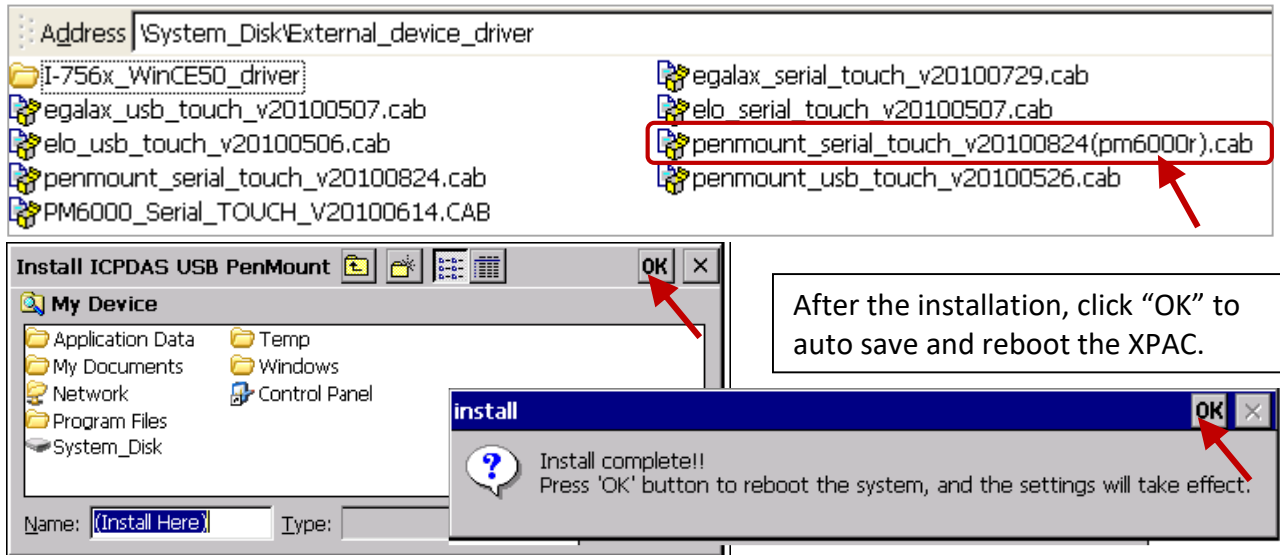 Address \System_Disk\External_device_driver
I-756x_WinCE50_driver
egalax_usb_touch_v20100507.cab
elo_usb_touch_v20100506.cab
penmount_serial_touch_v20100824.cab
PM6000_Serial_TOUCH_V20100614.CAB
egalax_serial_touch_v20100729.cab
elo_serial_touch_v20100507.cab
penmount_serial_touch_v20100824(pm6000r).cab
penmount_usb_touch_v20100526.cab
Install ICPDAS USB PenMount OK ×
My Device
Application Data
My Documents
Network
Program Files
System_Disk
Temp
Windows
Control Panel
Name: (Install Here) Type:
After the installation, click “OK” to
auto save and reboot the XPAC.
install OK ×
Install complete!!
Press 'OK' button to reboot the system, and the settings will take effect.